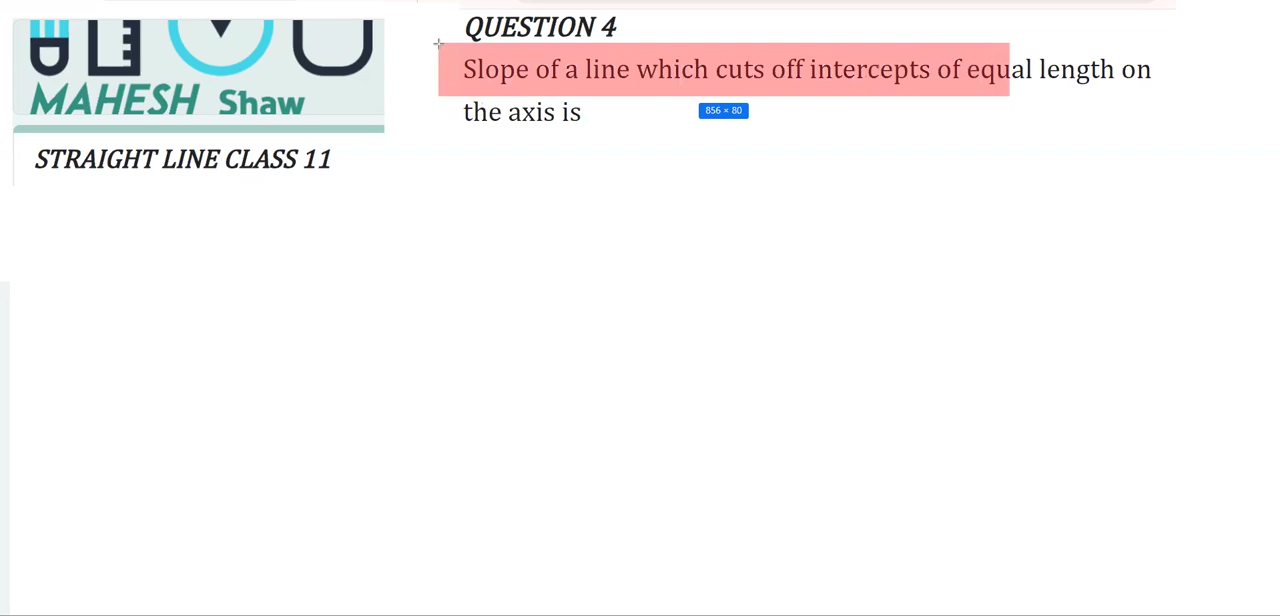 QUESTION 4
Slope of a line which cuts off intercepts of equal length on
the axis is
856 × 80
MAHESH Shaw
STRAIGHT LINE CLASS 11